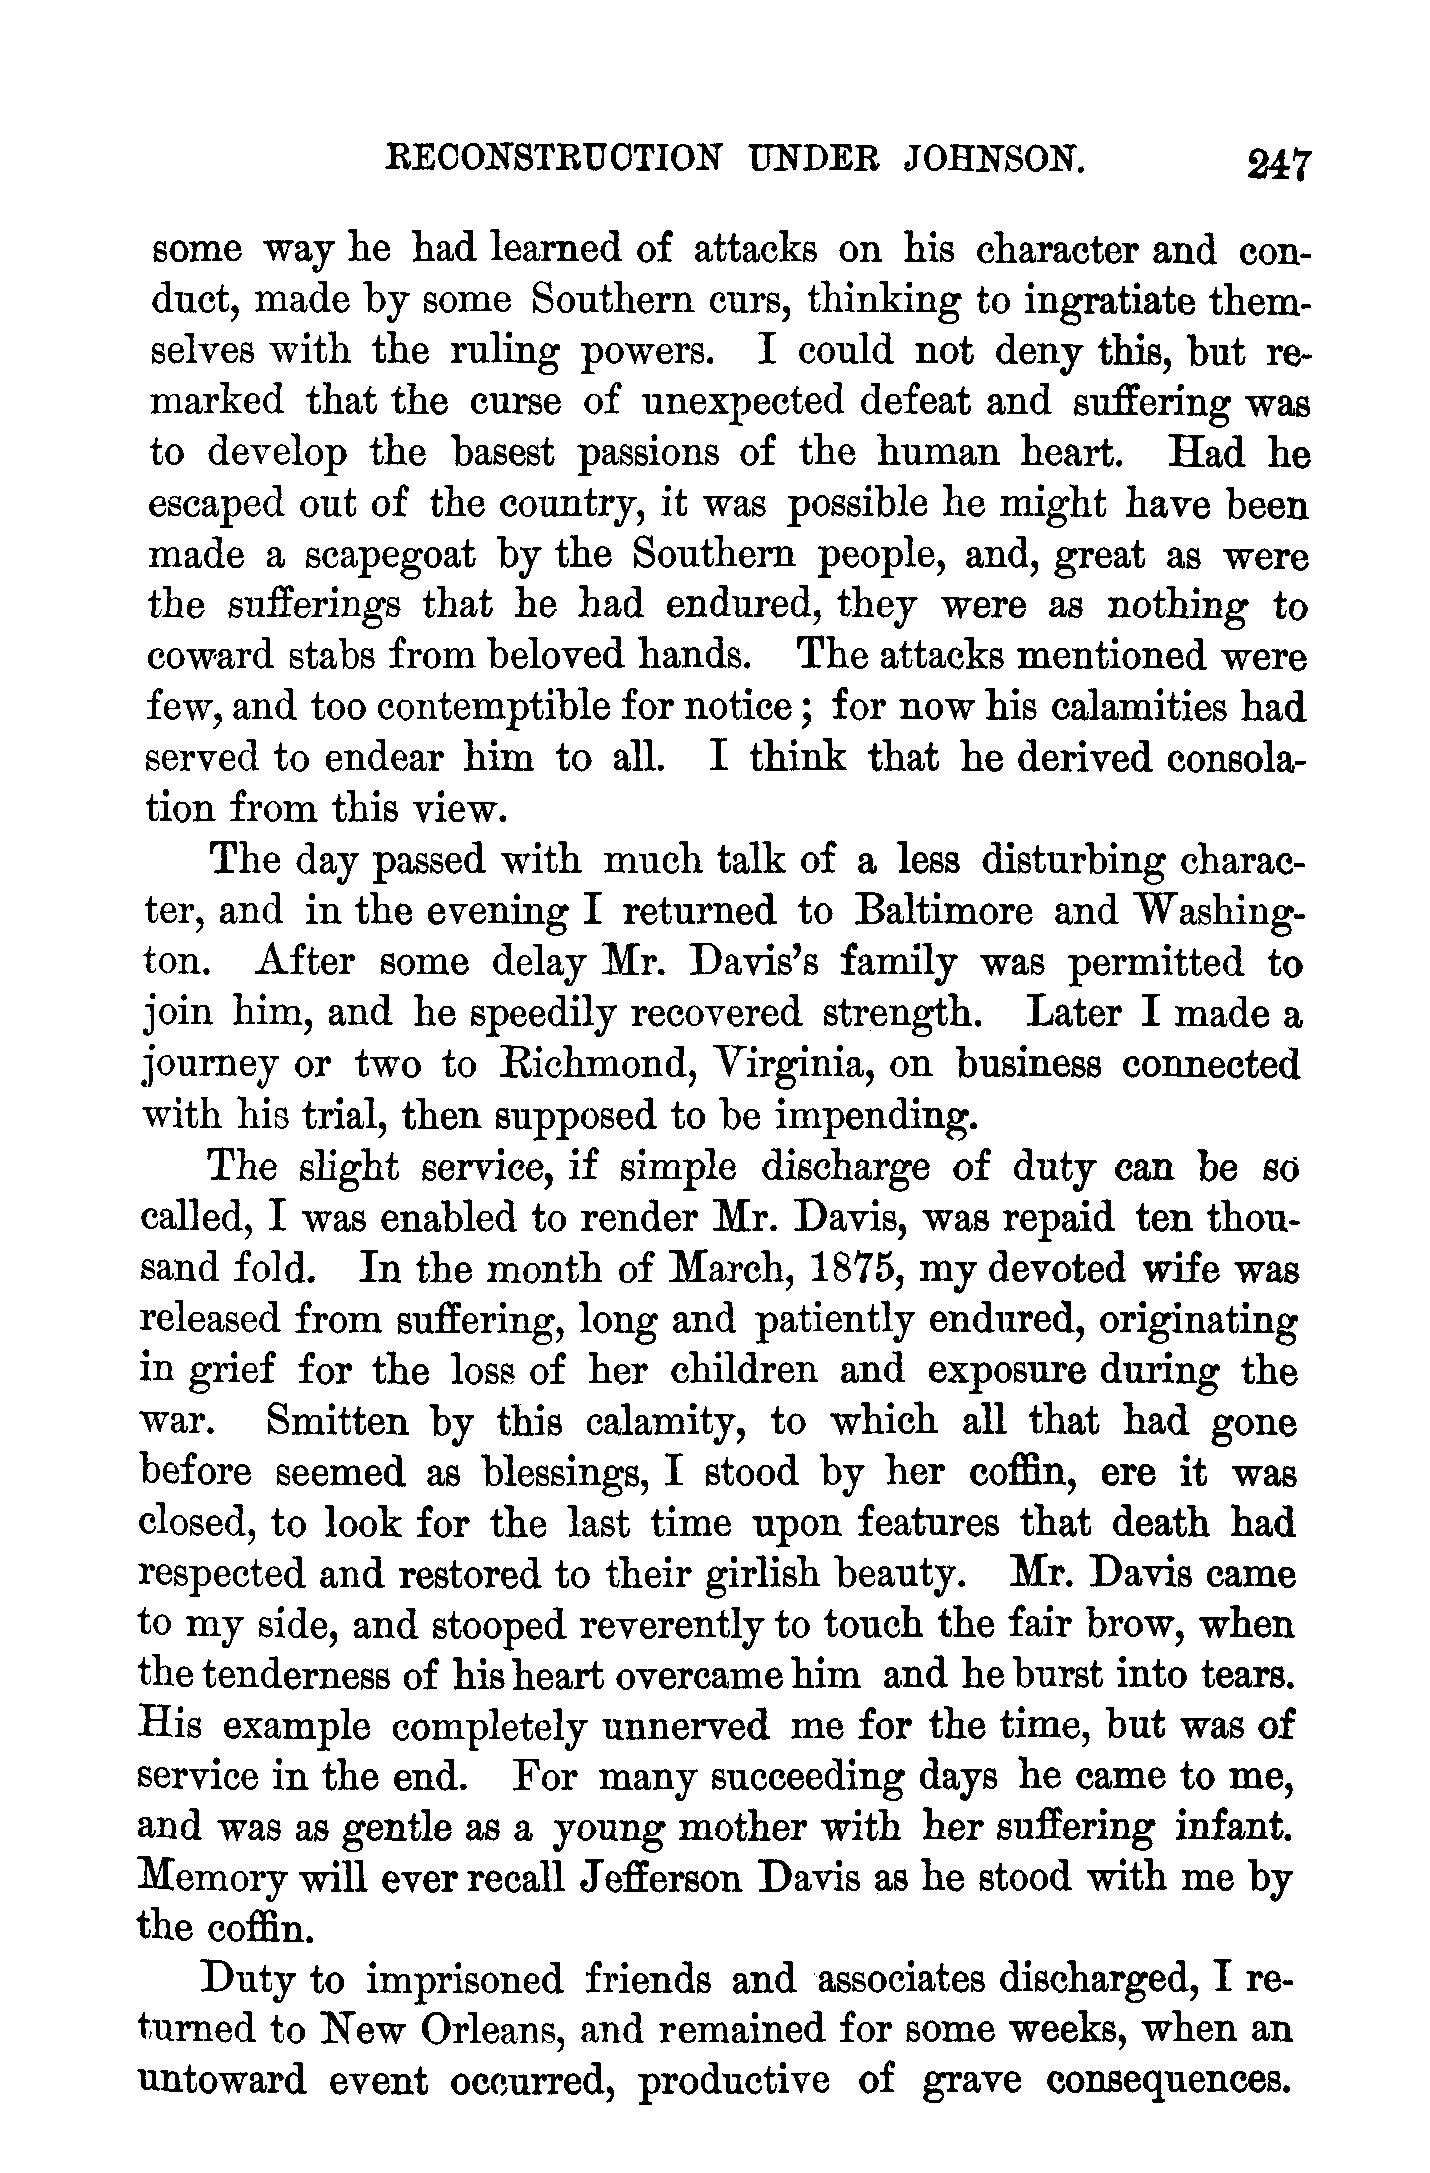 RECONSTRUCTION UNDER JOHNSON. 247
some way he had learned of attacks on his character and con-
duct, made by some Southern curs, thinking to ingratiate them-
selves with the ruling powers. I could not deny this, but re-
marked that the curse of unexpected defeat and suffering was
to develop the basest passions of the human heart. Had he
escaped out of the country, it was possible he might have been
made a scapegoat by the Southern people, and, great as were
the sufferings that he had endured, they were as nothing to
coward stabs from beloved hands. The attacks mentioned were
few, and too contemptible for notice; for now his calamities had
served to endear him to all. I think that he derived consola-
tion from this view.
The day passed with much talk of a less disturbing charac-
ter, and in the evening I returned to Baltimore and Washing-
ton. After some delay Mr. Davis's family was permitted to
join him, and he speedily recovered strength. Later I made a
journey or two to Richmond, Virginia, on business connected
with his trial, then supposed to be impending.
The slight service, if simple discharge of duty can be so
called, I was enabled to render Mr. Davis, was repaid ten thou-
sand fold. In the month of March, 1875, my devoted wife was
released from suffering, long and patiently endured, originating
in grief for the loss of her children and exposure during the
war. Smitten by this calamity, to which all that had gone
before seemed as blessings, I stood by her coffin, ere it was
closed, to look for the last time upon features that death had
respected and restored to their girlish beauty. Mr. Davis came
to my side, and stooped reverently to touch the fair brow, when
the tenderness of his heart overcame him and he burst into tears.
His example completely unnerved me for the time, but was of
service in the end. For many succeeding days he came to me,
and was as gentle as a young mother with her suffering infant.
Memory will ever recall Jefferson Davis as he stood with me by
the coffin.
Duty to imprisoned friends and associates discharged, I re-
turned to New Orleans, and remained for some weeks, when an
untoward event occurred, productive of grave consequences.